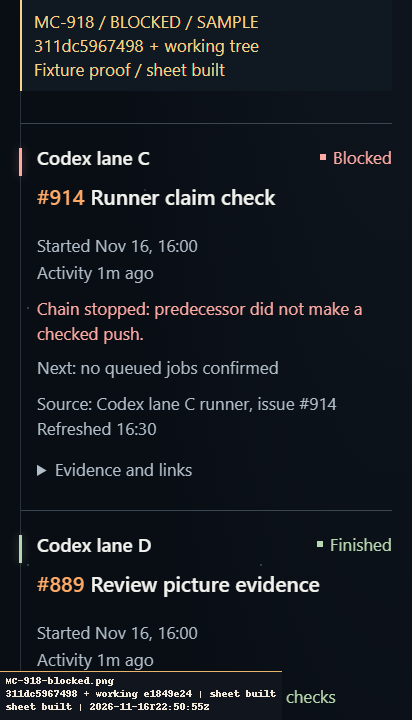 MC-918 / BLOCKED / SAMPLE
311dc5967498 + working tree
Fixture proof / sheet built
Codex lane C
Blocked
#914 Runner claim check
Started Nov 16, 16:00
Activity 1m ago
Chain stopped: predecessor did not make a
checked push.
Next: no queued jobs confirmed
Source: Codex lane C runner, issue #914
Refreshed 16:30
Evidence and links
Codex lane D
Finished
#889 Review picture evidence
Started Nov 16, 16:00
Activity 1m ago
checks
MC-918-blocked.png
311dc5967498 + working e1849e24 | sheet built
sheet built | 2026-11-16T22:50:55Z